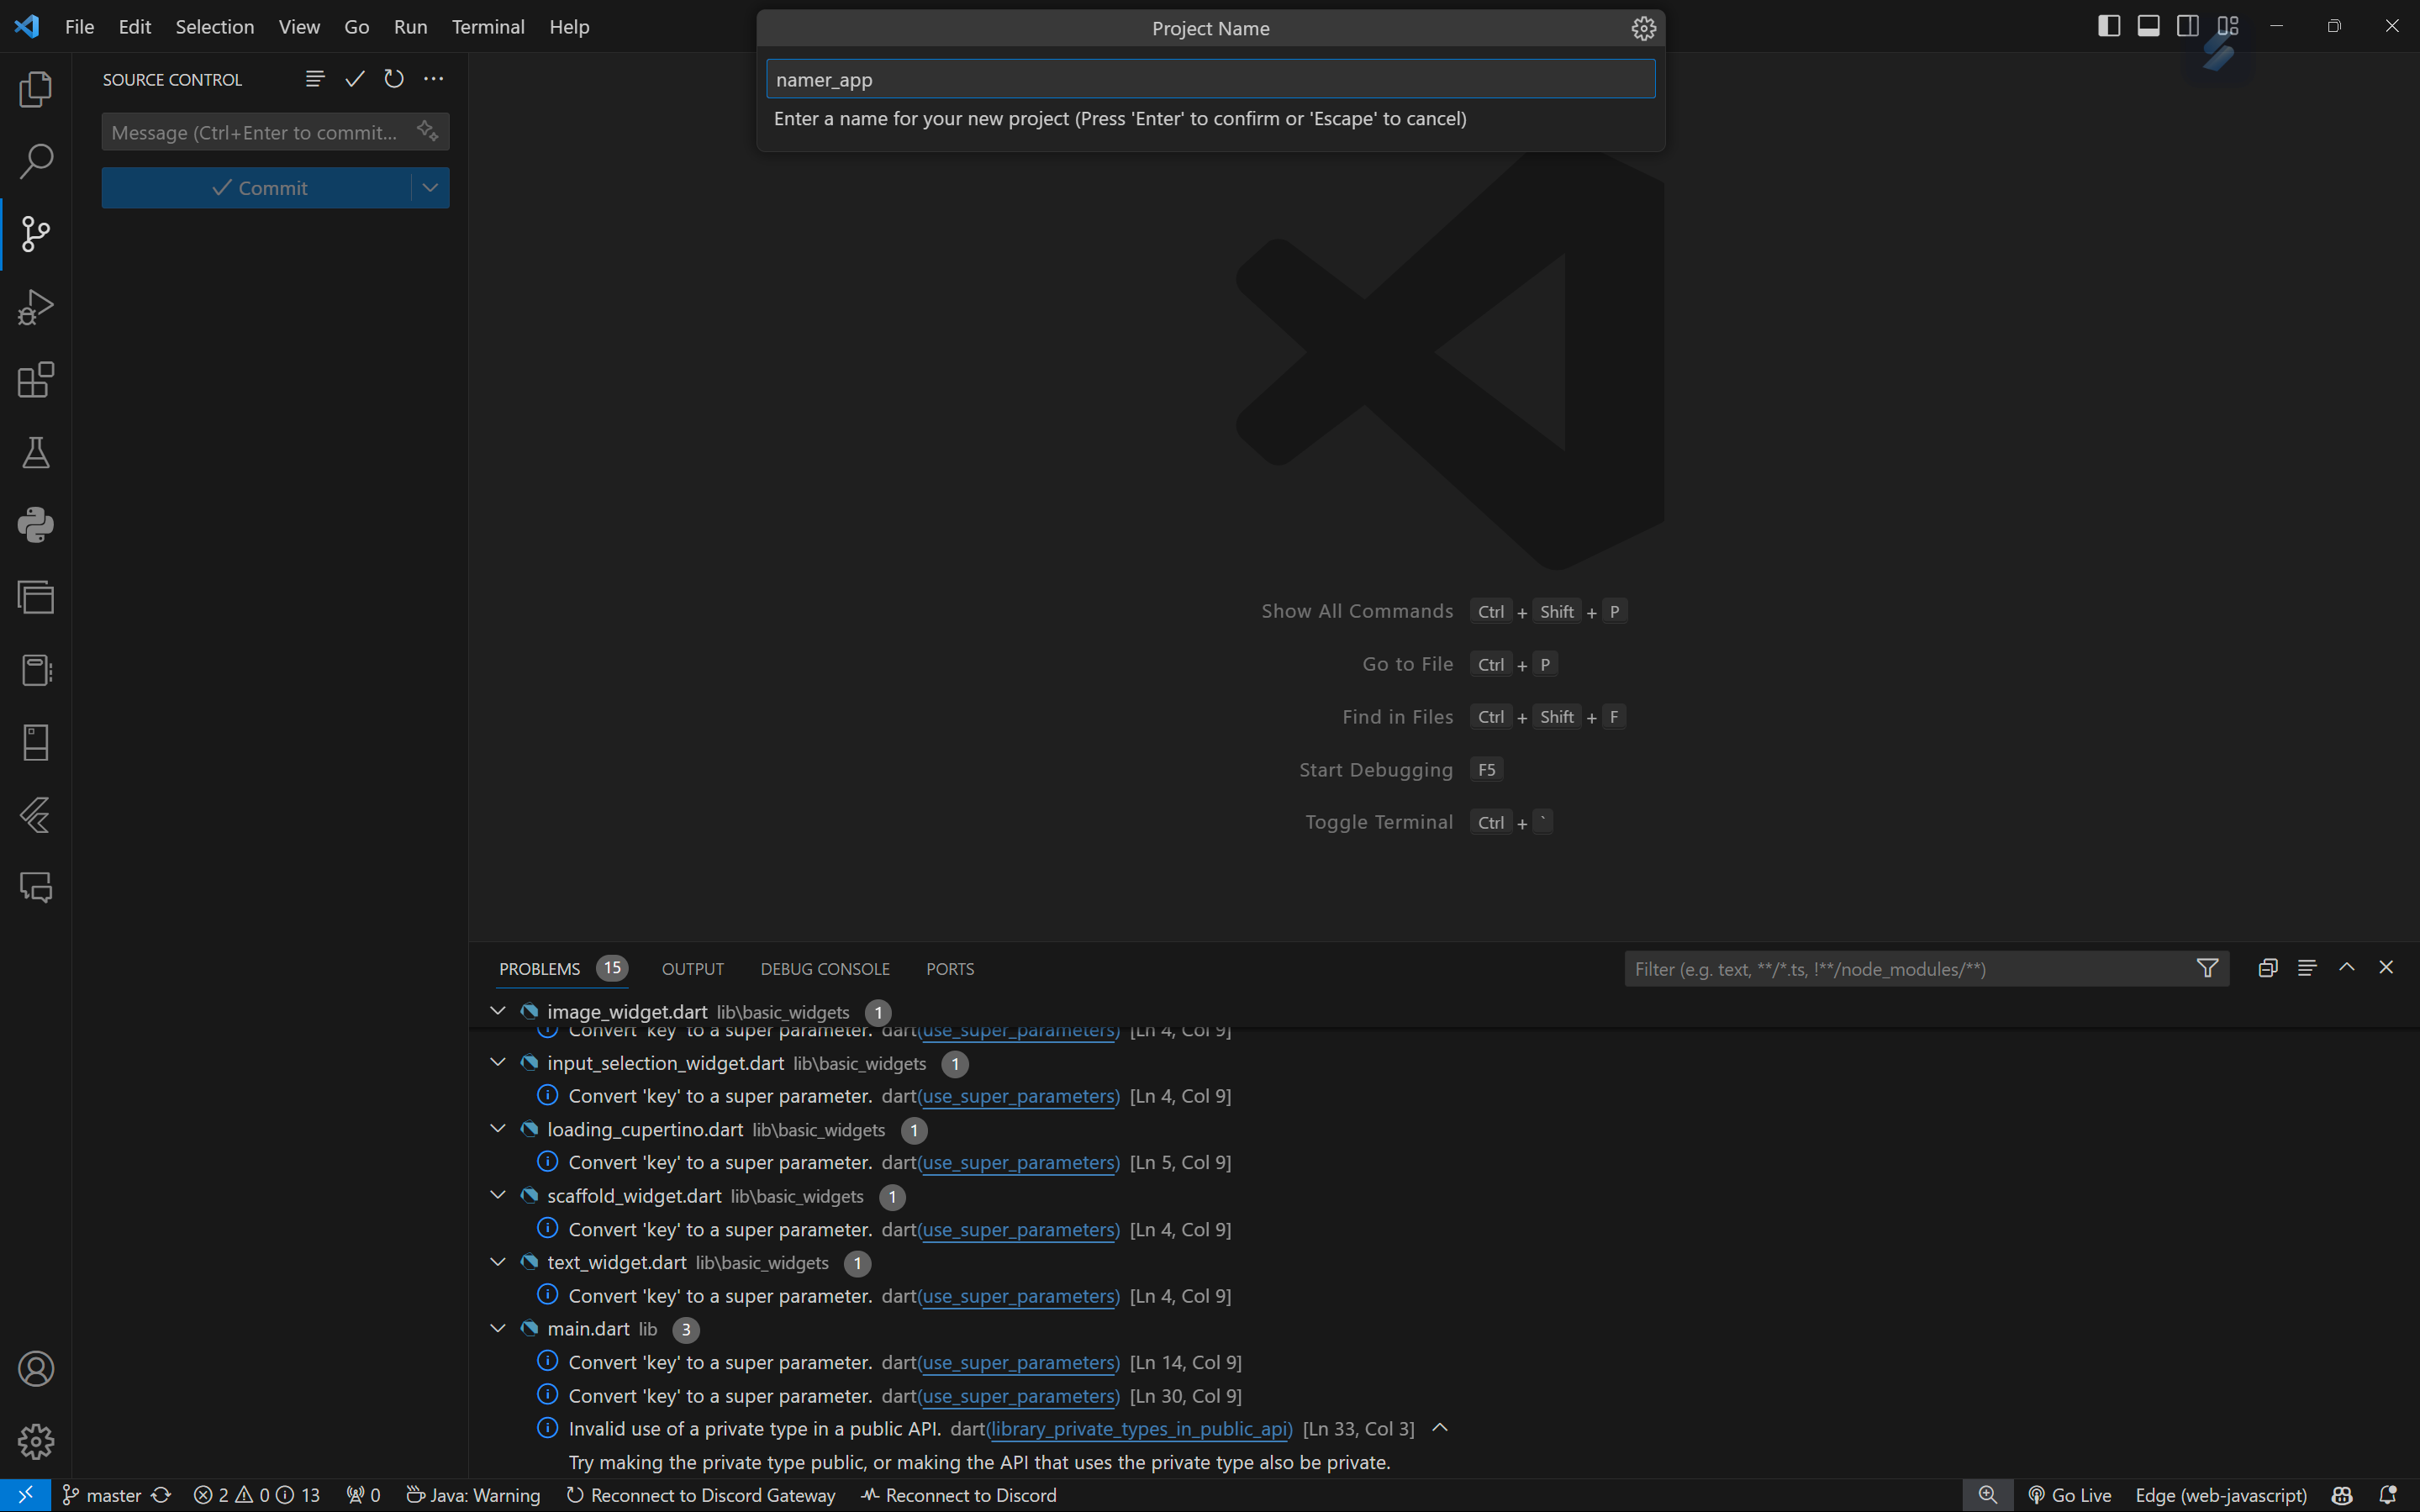 File Edit Selection View Go Run Terminal Help
Project Name
namer_app
Enter a name for your new project (Press 'Enter' to confirm or 'Escape' to cancel)
SOURCE CONTROL
Message (Ctrl+Enter to commit...
Commit
Show All Commands Ctrl + Shift + P
Go to File Ctrl + P
Find in Files Ctrl + Shift + F
Start Debugging F5
Toggle Terminal Ctrl + `
PROBLEMS 15 OUTPUT DEBUG CONSOLE PORTS
Filter (e.g. text, **/*.ts, !**/node_modules/**)
image_widget.dart lib\basic_widgets 1
Convert 'key' to a super parameter. dart(use_super_parameters) [Ln 4, Col 9]
input_selection_widget.dart lib\basic_widgets 1
Convert 'key' to a super parameter. dart(use_super_parameters) [Ln 4, Col 9]
loading_cupertino.dart lib\basic_widgets 1
Convert 'key' to a super parameter. dart(use_super_parameters) [Ln 5, Col 9]
scaffold_widget.dart lib\basic_widgets 1
Convert 'key' to a super parameter. dart(use_super_parameters) [Ln 4, Col 9]
text_widget.dart lib\basic_widgets 1
Convert 'key' to a super parameter. dart(use_super_parameters) [Ln 4, Col 9]
main.dart lib 3
Convert 'key' to a super parameter. dart(use_super_parameters) [Ln 14, Col 9]
Convert 'key' to a super parameter. dart(use_super_parameters) [Ln 30, Col 9]
Invalid use of a private type in a public API. dart(library_private_types_in_public_api) [Ln 33, Col 3]
Try making the private type public, or making the API that uses the private type also be private.
master 2 0 13 0 Java: Warning Reconnect to Discord Gateway Reconnect to Discord Go Live Edge (web-javascript)